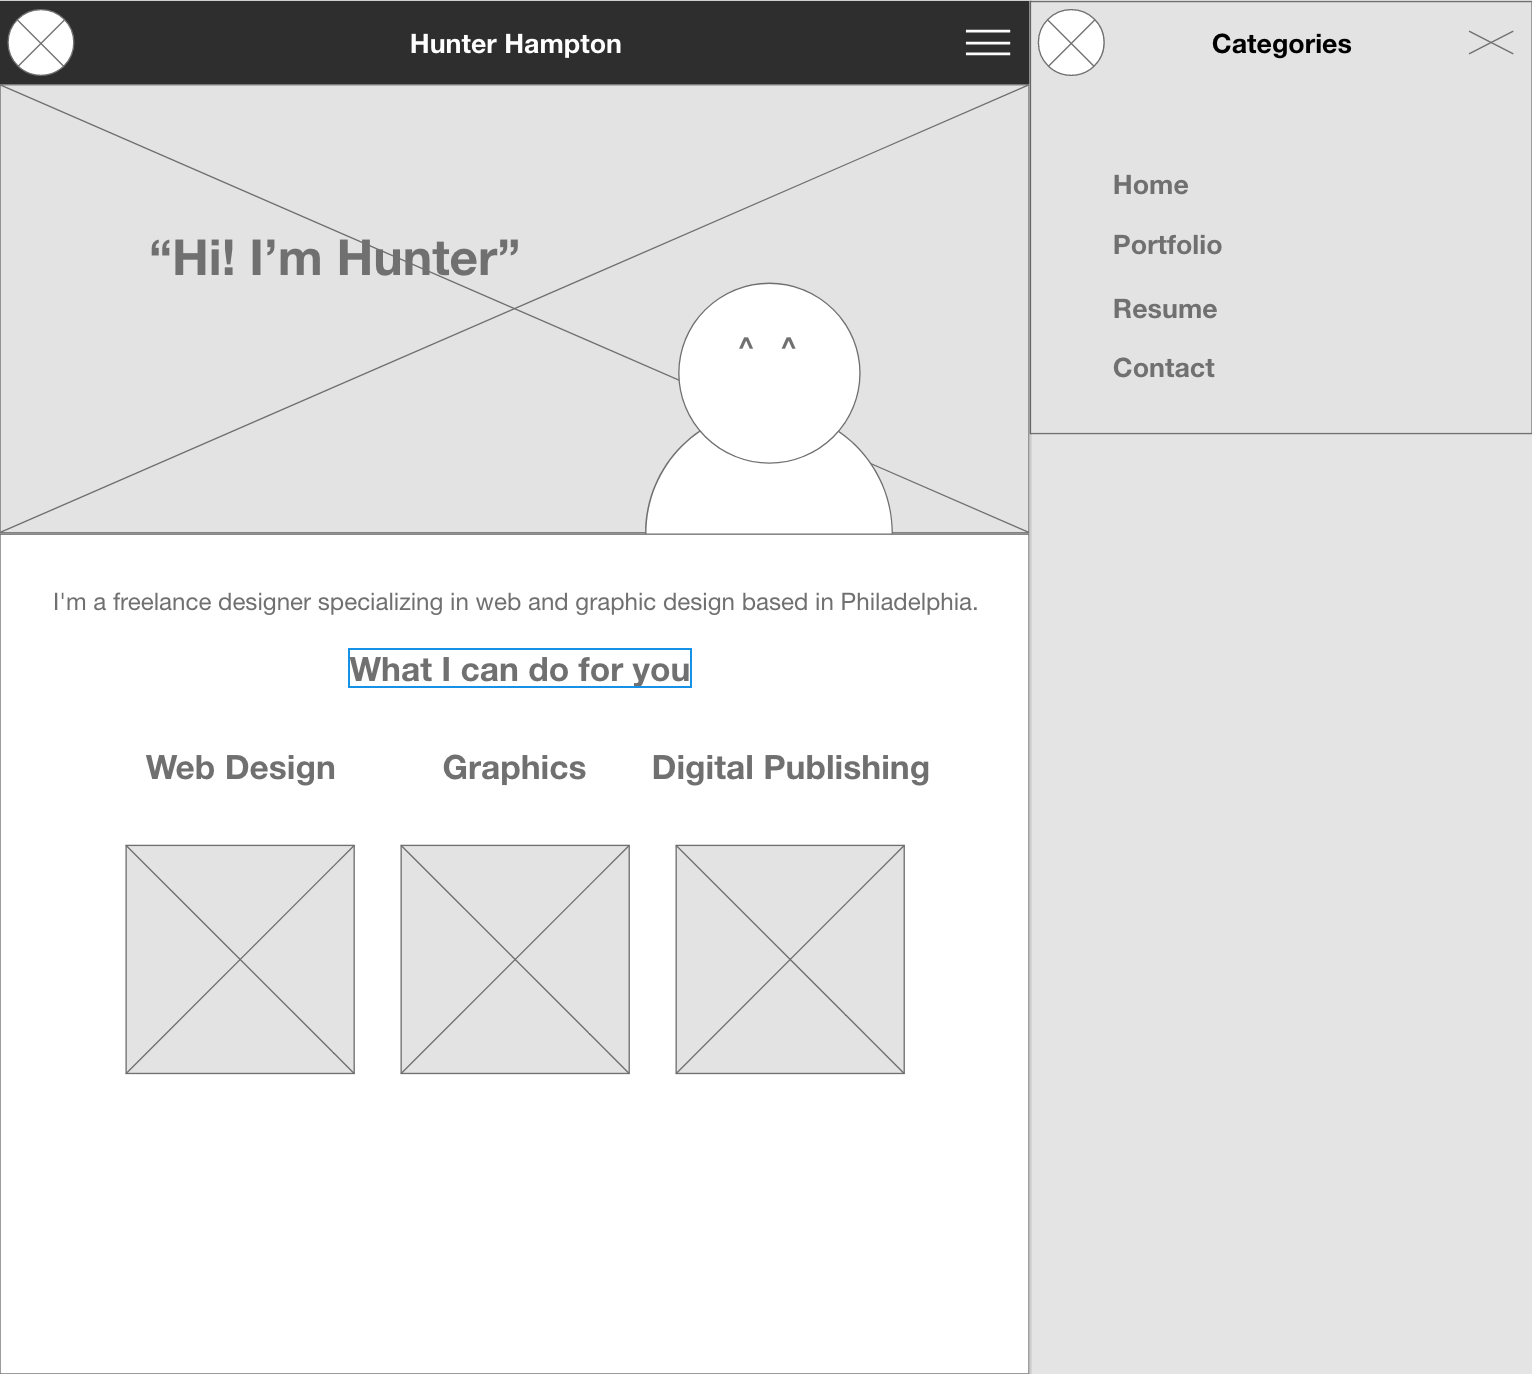 Hunter Hampton
“Hi! I’m Hunter”
^ ^
I'm a freelance designer specializing in web and graphic design based in Philadelphia.
What I can do for you
Web Design
Graphics
Digital Publishing
Categories
Home
Portfolio
Resume
Contact